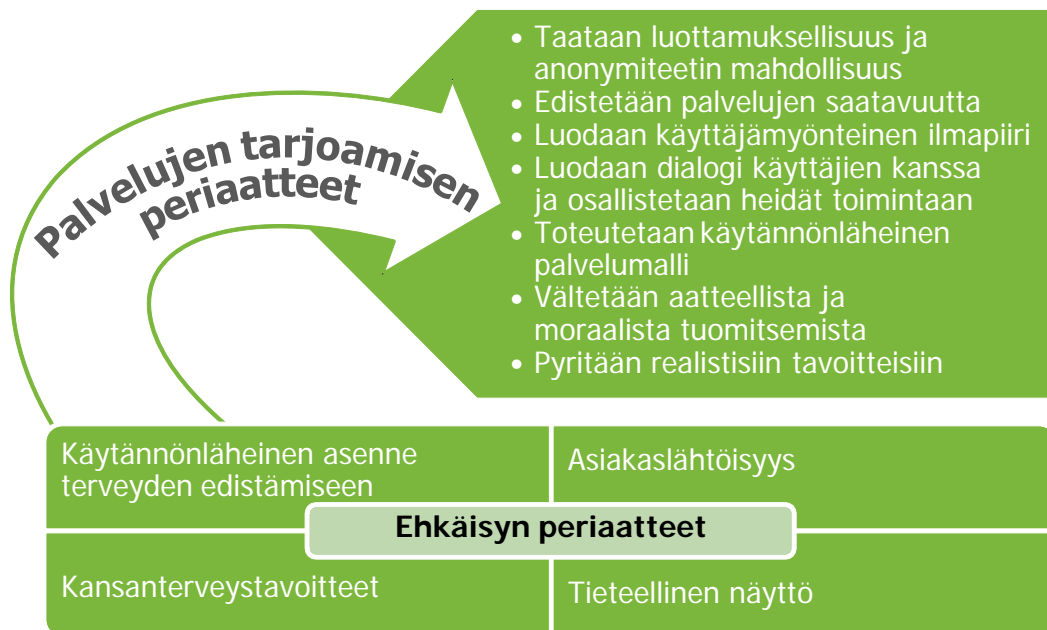 Palvelujen tarjoamisen
periaatteet
• Taataan luottamuksellisuus ja
anonymiteetin mahdollisuus
• Edistetään palvelujen saatavuutta
• Luodaan käyttäjämyönteinen ilmapiiri
• Luodaan dialogi käyttäjien kanssa
ja osallistetaan heidät toimintaan
• Toteutetaan käytännönläheinen
palvelumalli
• Vältetään aatteellista ja
moraalista tuomitsemista
• Pyritään realistisiin tavoitteisiin
Käytännönläheinen asenne
terveyden edistämiseen
Asiakaslähtöisyys
Ehkäisyn periaatteet
Kansanterveystavoitteet
Tieteellinen näyttö